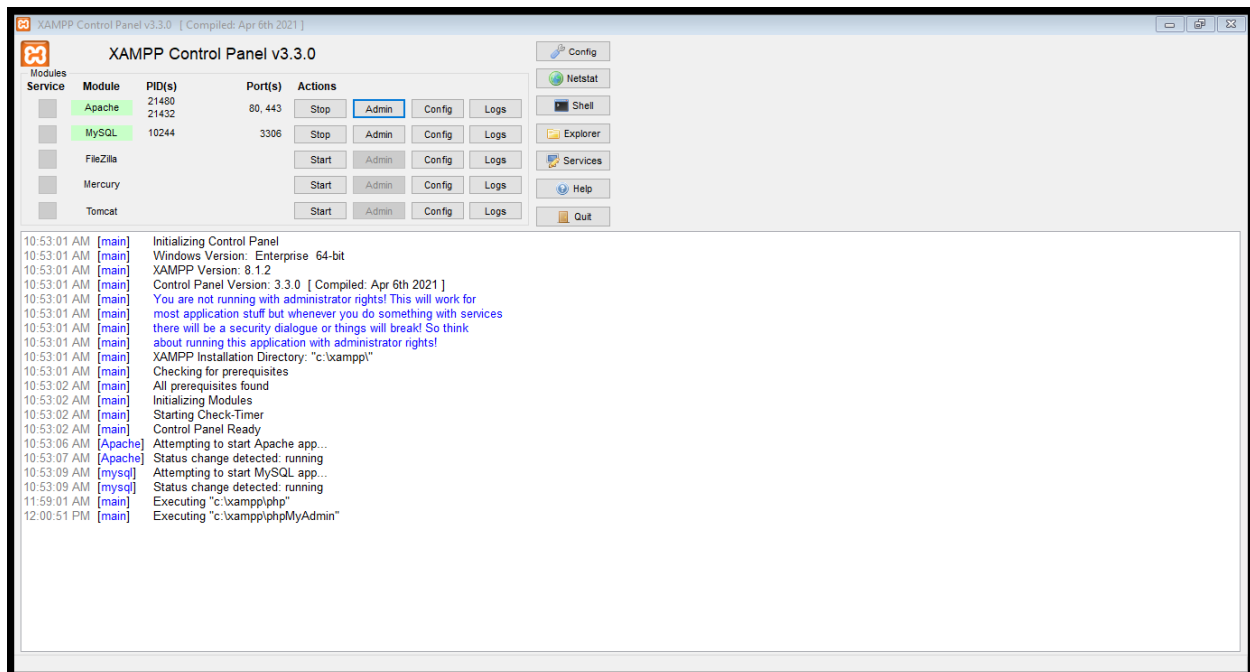 XAMPP Control Panel v3.3.0 [ Compiled: Apr 6th 2021 ]
XAMPP Control Panel v3.3.0
Config
Modules
Service Module PID(s) Port(s) Actions
Netstat
Apache 21480 21432 80, 443 Stop Admin Config Logs
Shell
MySQL 10244 3306 Stop Admin Config Logs
Explorer
FileZilla Start Admin Config Logs
Services
Mercury Start Admin Config Logs
Help
Tomcat Start Admin Config Logs
Quit
10:53:01 AM [main] Initializing Control Panel
10:53:01 AM [main] Windows Version: Enterprise 64-bit
10:53:01 AM [main] XAMPP Version: 8.1.2
10:53:01 AM [main] Control Panel Version: 3.3.0 [ Compiled: Apr 6th 2021 ]
10:53:01 AM [main] You are not running with administrator rights! This will work for
10:53:01 AM [main] most application stuff but whenever you do something with services
10:53:01 AM [main] there will be a security dialogue or things will break! So think
10:53:01 AM [main] about running this application with administrator rights!
10:53:01 AM [main] XAMPP Installation Directory: "c:\xampp\"
10:53:01 AM [main] Checking for prerequisites
10:53:02 AM [main] All prerequisites found
10:53:02 AM [main] Initializing Modules
10:53:02 AM [main] Starting Check-Timer
10:53:02 AM [main] Control Panel Ready
10:53:06 AM [Apache] Attempting to start Apache app...
10:53:07 AM [Apache] Status change detected: running
10:53:09 AM [mysql] Attempting to start MySQL app...
10:53:09 AM [mysql] Status change detected: running
11:59:01 AM [main] Executing "c:\xampp\php"
12:00:51 PM [main] Executing "c:\xampp\phpMyAdmin"